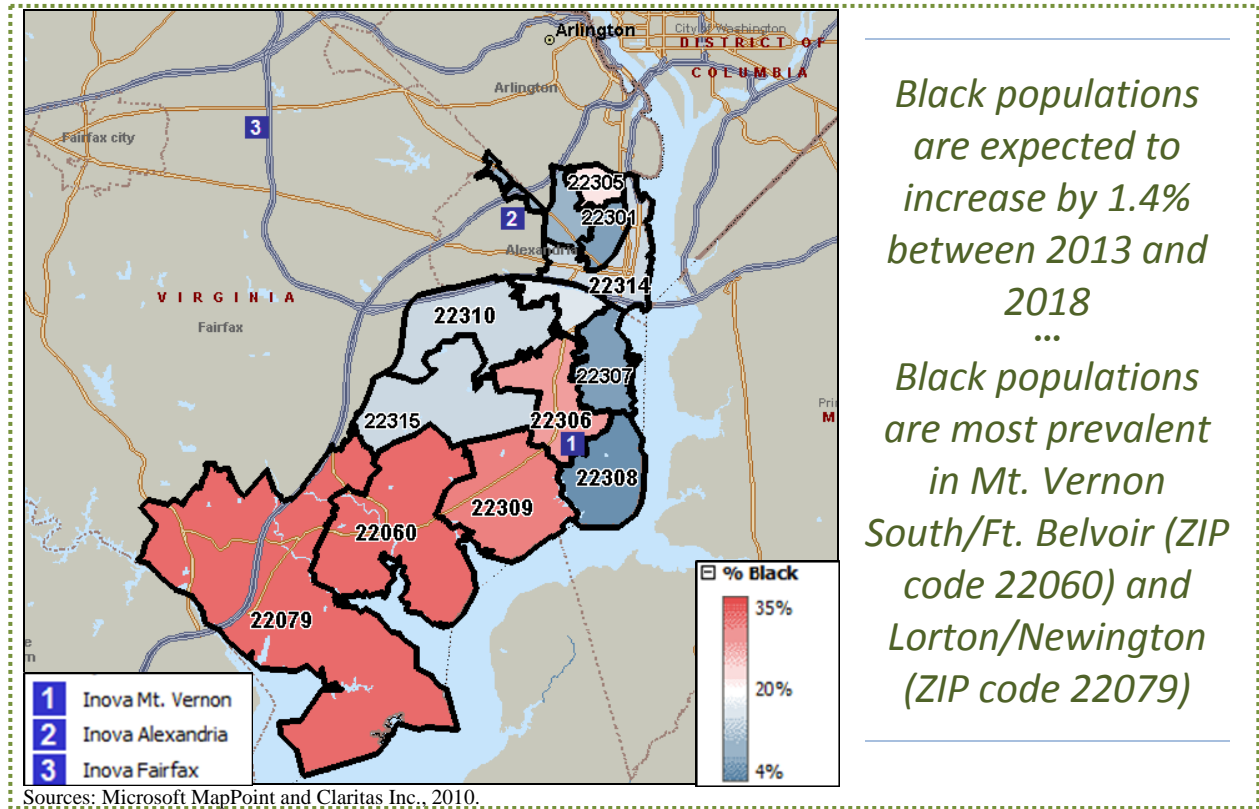 Arlington
City of Washington
DISTRICT OF
COLUMBIA
Arlington
3
Fairfax city
22305
2
22301
Alexandria
22314
VIRGINIA
22310
Fairfax
22307
22315
22306
1
22308
22309
22060
22079
% Black
35%
20%
4%
1 Inova Mt. Vernon
2 Inova Alexandria
3 Inova Fairfax
Sources: Microsoft MapPoint and Claritas Inc., 2010.
Black populations
are expected to
increase by 1.4%
between 2013 and
2018
...
Black populations
are most prevalent
in Mt. Vernon
South/Ft. Belvoir (ZIP
code 22060) and
Lorton/Newington
(ZIP code 22079)